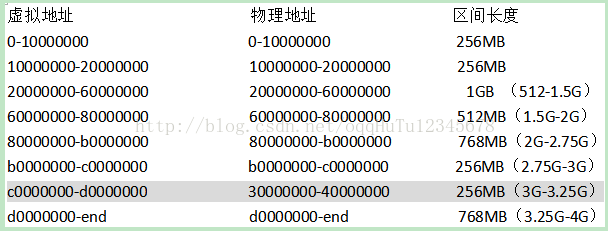 虚拟地址 物理地址 区间长度
0-10000000 0-10000000 256MB
10000000-20000000 10000000-20000000 256MB
20000000-60000000 20000000-60000000 1GB （512-1.5G）
60000000-80000000 60000000-80000000 512MB（1.5G-2G）
http://blog.csdn.net/oqqHuTu12345678
80000000-b0000000 80000000-b0000000 768MB（2G-2.75G）
b0000000-c0000000 b0000000-c0000000 256MB（2.75G-3G）
c0000000-d0000000 30000000-40000000 256MB（3G-3.25G）
d0000000-end d0000000-end 768MB（3.25G-4G）